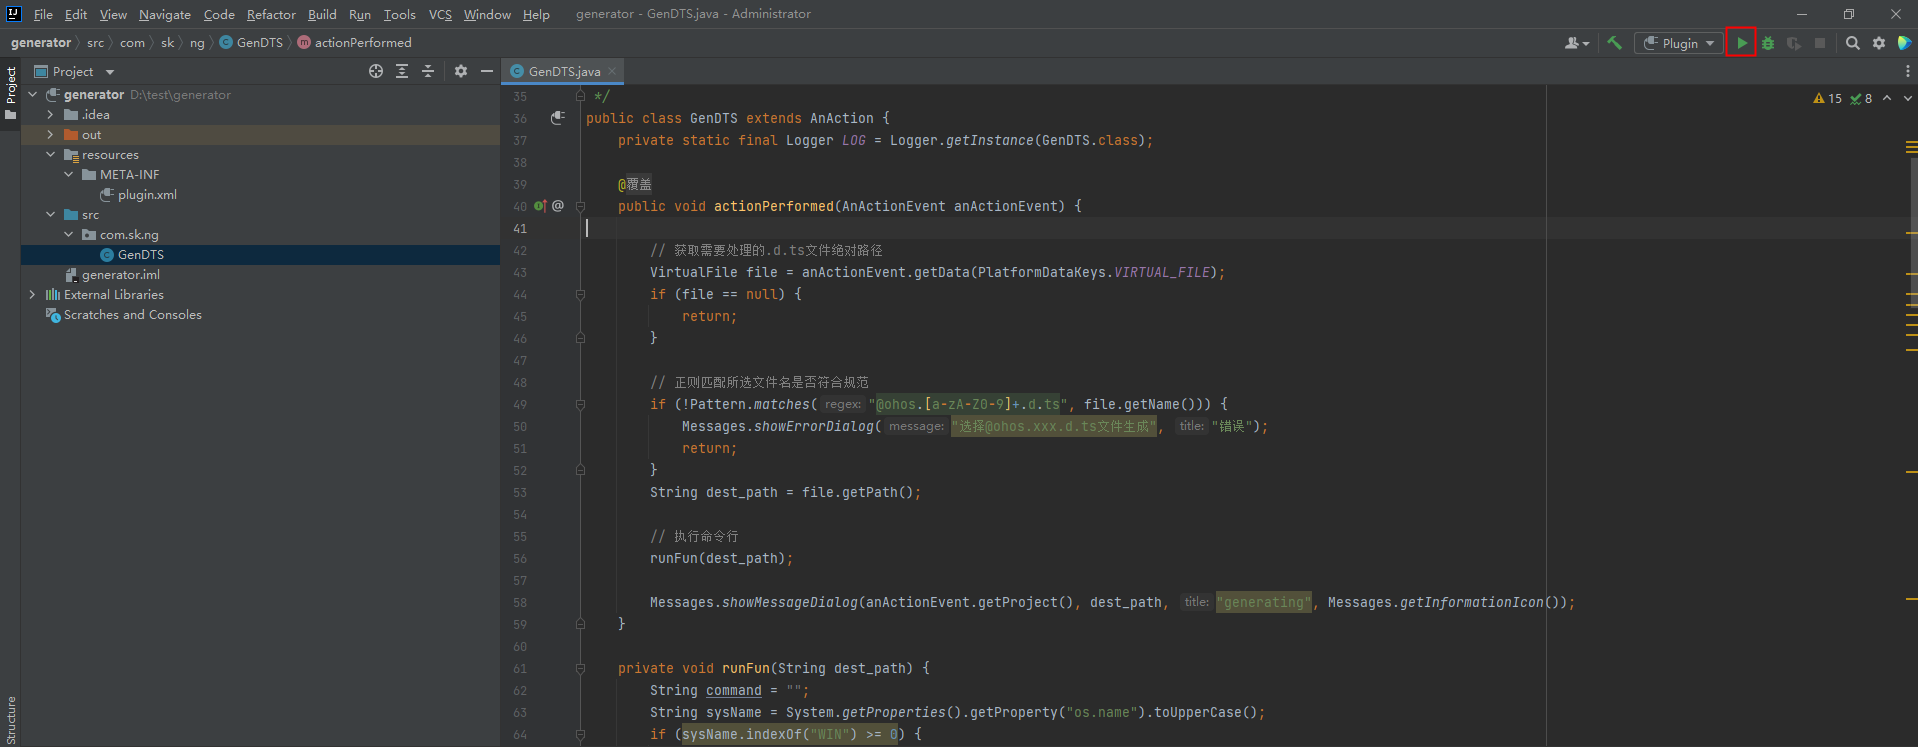 File Edit View Navigate Code Refactor Build Run Tools VCS Window Help generator - GenDTS.java - Administrator
generator src com sk ng GenDTS actionPerformed Plugin
Project
GenDTS.java
Project
generator D:\test\generator
.idea
out
resources
META-INF
plugin.xml
src
com.sk.ng
GenDTS
generator.iml
External Libraries
Scratches and Consoles
Structure
15 8
35 */
36 public class GenDTS extends AnAction {
37 private static final Logger LOG = Logger.getInstance(GenDTS.class);
38
39 @覆盖
40 public void actionPerformed(AnActionEvent anActionEvent) {
41
42 // 获取需要处理的.d.ts文件绝对路径
43 VirtualFile file = anActionEvent.getData(PlatformDataKeys.VIRTUAL_FILE);
44 if (file == null) {
45 return;
46 }
47
48 // 正则匹配所选文件名是否符合规范
49 if (!Pattern.matches( regex: "@ohos.[a-zA-Z0-9]+.d.ts", file.getName())) {
50 Messages.showErrorDialog( message: "选择@ohos.xxx.d.ts文件生成", title: "错误");
51 return;
52 }
53 String dest_path = file.getPath();
54
55 // 执行命令行
56 runFun(dest_path);
57
58 Messages.showMessageDialog(anActionEvent.getProject(), dest_path, title: "generating", Messages.getInformationIcon());
59 }
60
61 private void runFun(String dest_path) {
62 String command = "";
63 String sysName = System.getProperties().getProperty("os.name").toUpperCase();
64 if (sysName.indexOf("WIN") >= 0) {